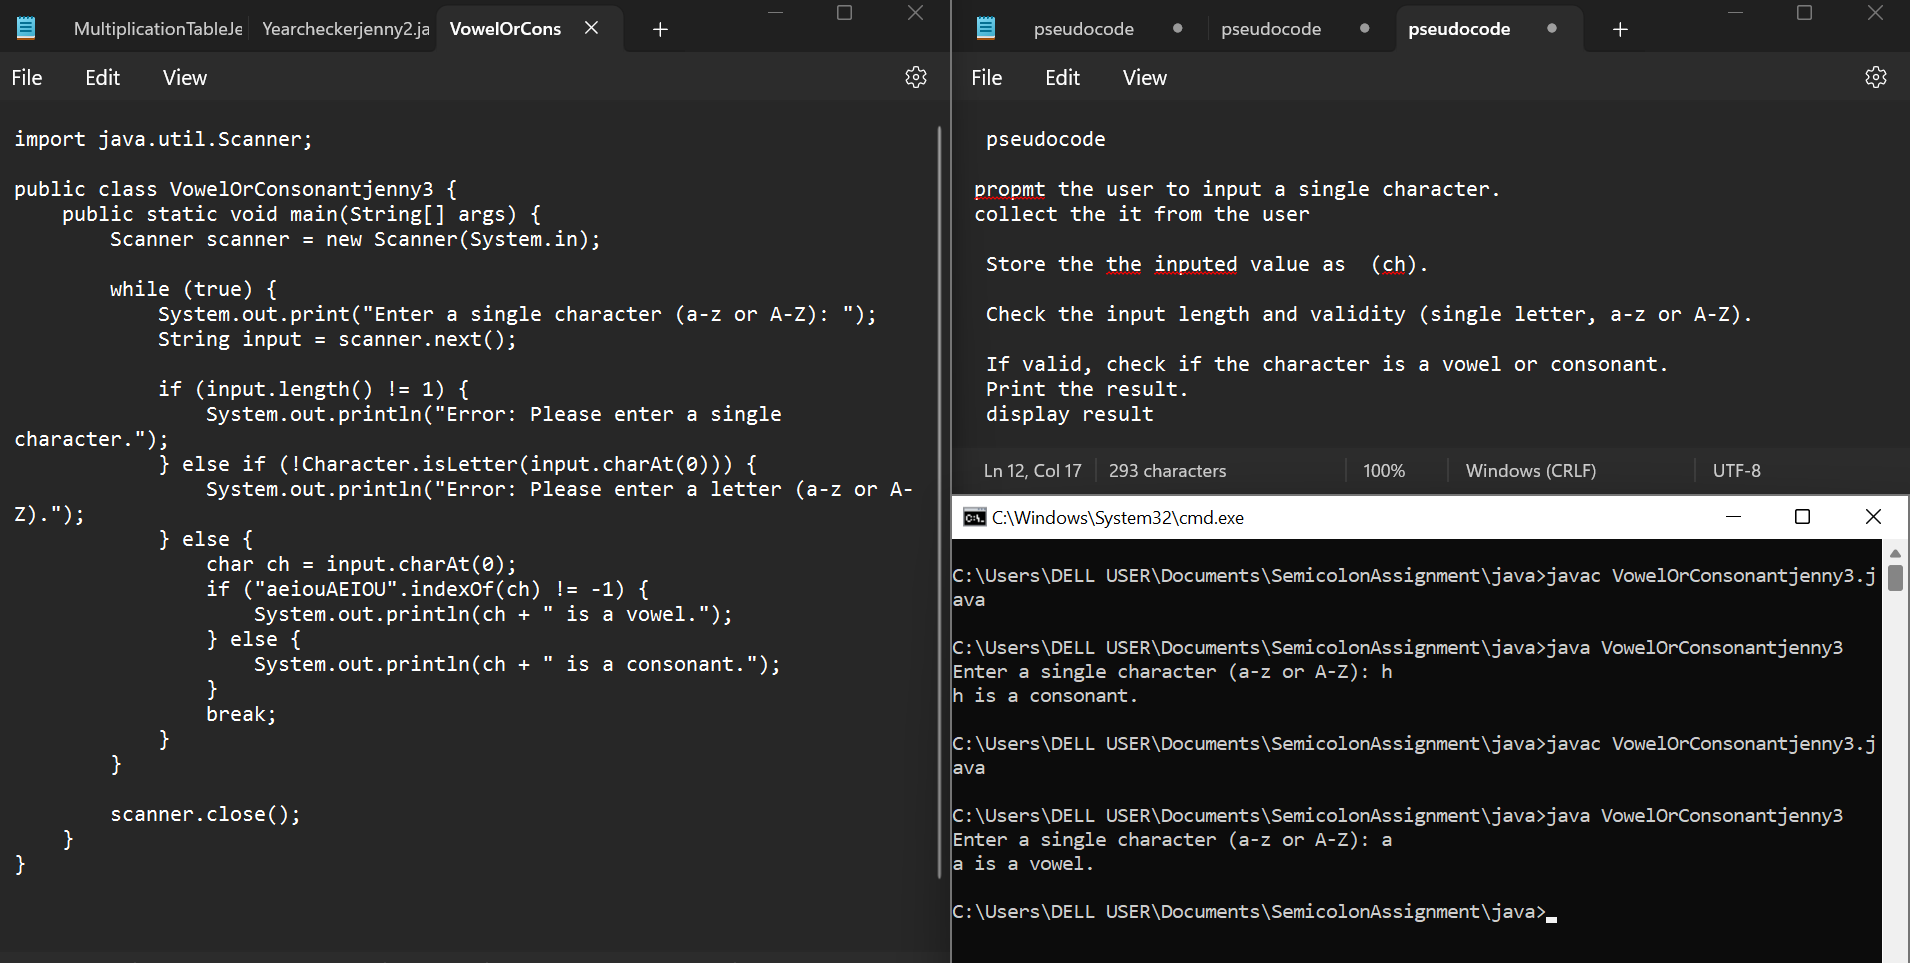 MultiplicationTableJe
Yearcheckerjenny2.ja
VowelOrCons
File Edit View
import java.util.Scanner;
public class VowelOrConsonantjenny3 {
public static void main(String[] args) {
Scanner scanner = new Scanner(System.in);
while (true) {
System.out.print("Enter a single character (a-z or A-Z): ");
String input = scanner.next();
if (input.length() != 1) {
System.out.println("Error: Please enter a single
character.");
} else if (!Character.isLetter(input.charAt(0))) {
System.out.println("Error: Please enter a letter (a-z or A-
Z).");
} else {
char ch = input.charAt(0);
if ("aeiouAEIOU".indexOf(ch) != -1) {
System.out.println(ch + " is a vowel.");
} else {
System.out.println(ch + " is a consonant.");
}
break;
}
}
scanner.close();
}
}
pseudocode
pseudocode
pseudocode
File Edit View
pseudocode
propmt the user to input a single character.
collect the it from the user
Store the the inputed value as  (ch).
Check the input length and validity (single letter, a-z or A-Z).
If valid, check if the character is a vowel or consonant.
Print the result.
display result
Ln 12, Col 17 293 characters 100% Windows (CRLF) UTF-8
C:\Windows\System32\cmd.exe
C:\Users\DELL USER\Documents\SemicolonAssignment\java>javac VowelOrConsonantjenny3.j
ava
C:\Users\DELL USER\Documents\SemicolonAssignment\java>java VowelOrConsonantjenny3
Enter a single character (a-z or A-Z): h
h is a consonant.
C:\Users\DELL USER\Documents\SemicolonAssignment\java>javac VowelOrConsonantjenny3.j
ava
C:\Users\DELL USER\Documents\SemicolonAssignment\java>java VowelOrConsonantjenny3
Enter a single character (a-z or A-Z): a
a is a vowel.
C:\Users\DELL USER\Documents\SemicolonAssignment\java>